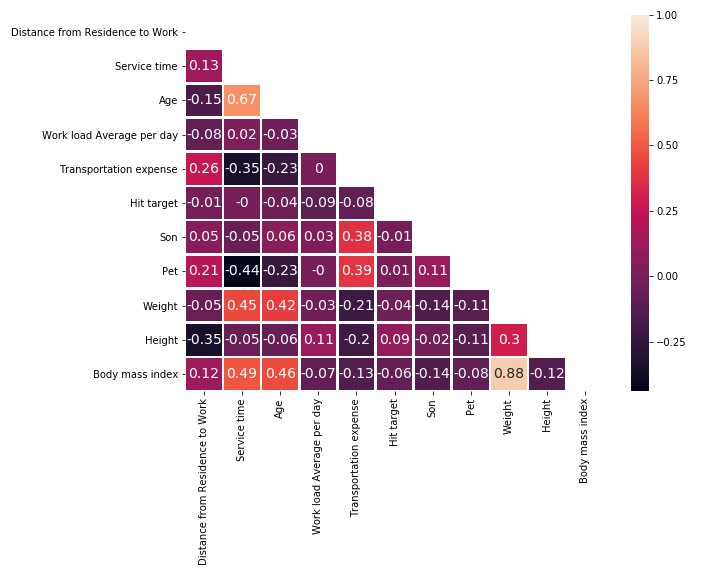 Distance from Residence to Work
Service time 0.13
Age -0.15 0.67
Work load Average per day -0.08 0.02 -0.03
Transportation expense 0.26 -0.35 -0.23 0
Hit target -0.01 -0 -0.04 -0.09 -0.08
Son 0.05 -0.05 0.06 0.03 0.38 -0.01
Pet 0.21 -0.44 -0.23 -0 0.39 0.01 0.11
Weight -0.05 0.45 0.42 -0.03 -0.21 -0.04 -0.14 -0.11
Height -0.35 -0.05 -0.06 0.11 -0.2 0.09 -0.02 -0.11 0.3
Body mass index 0.12 0.49 0.46 -0.07 -0.13 -0.06 -0.14 -0.08 0.88 -0.12
Distance from Residence to Work
Service time
Age
Work load Average per day
Transportation expense
Hit target
Son
Pet
Weight
Height
Body mass index
1.00
0.75
0.50
0.25
0.00
−0.25